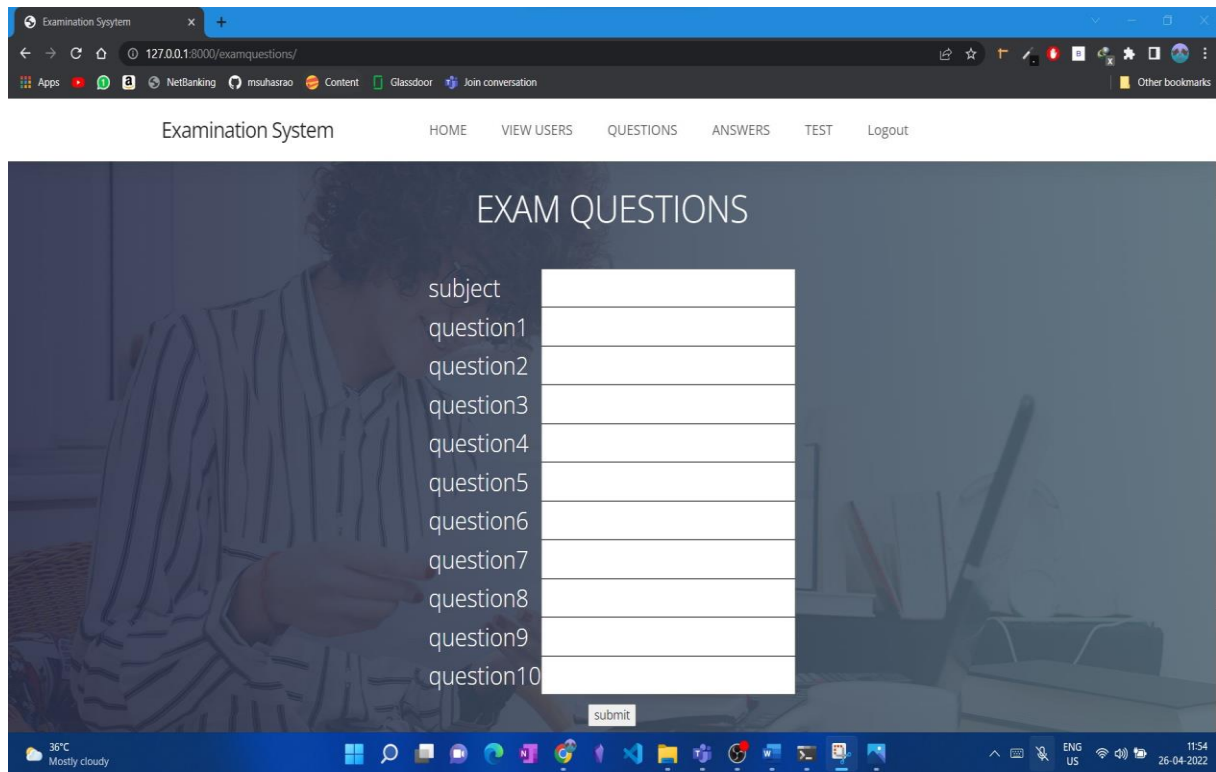 Examination Sysytem
127.0.0.1:8000/examquestions/
Apps NetBanking msuhasrao Content Glassdoor Join conversation Other bookmarks
Examination System HOME VIEW USERS QUESTIONS ANSWERS TEST Logout
EXAM QUESTIONS
subject
question1
question2
question3
question4
question5
question6
question7
question8
question9
question10
submit
36°C
Mostly cloudy
ENG
US
11:54
26-04-2022